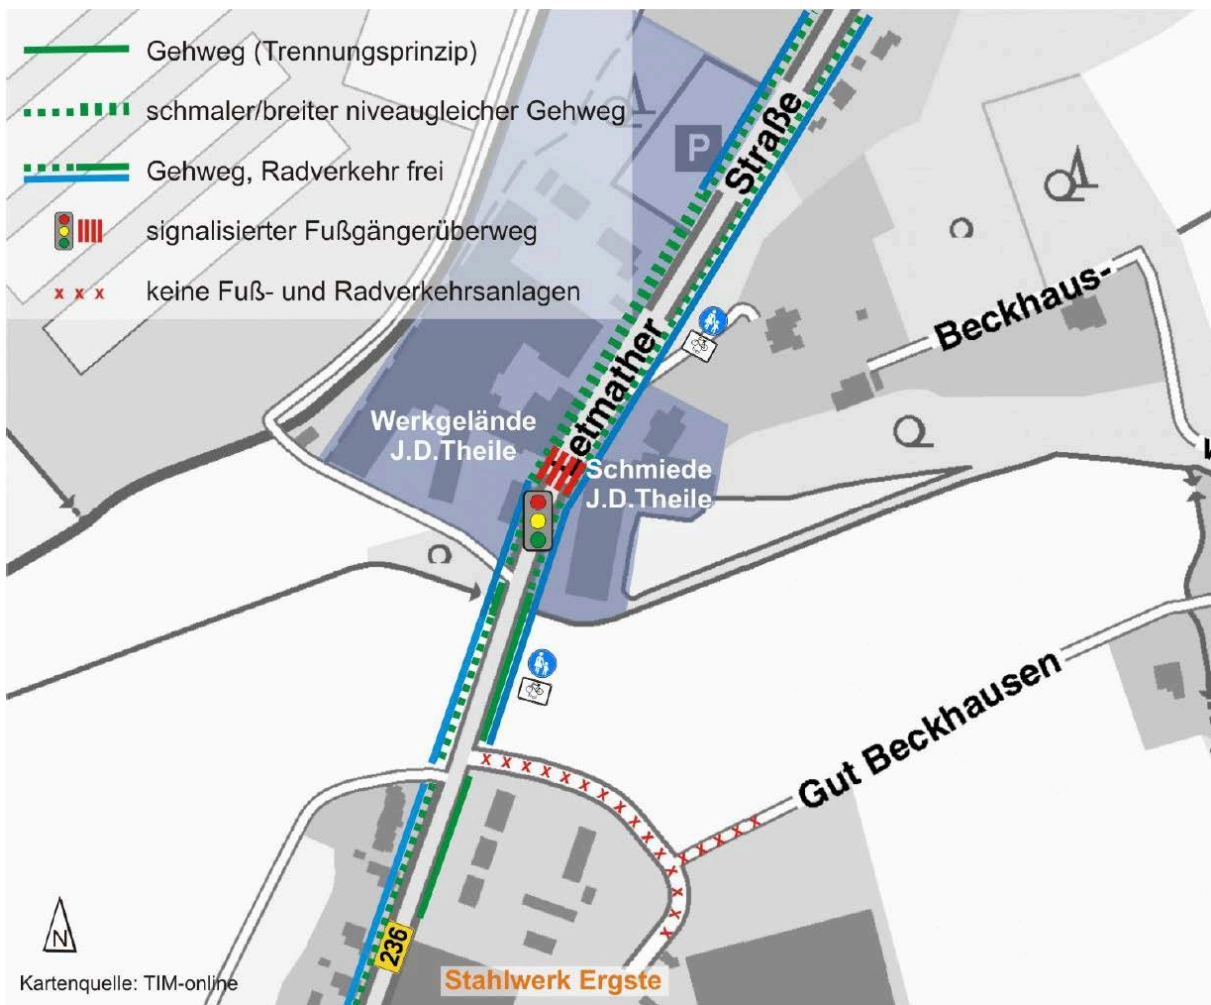 Gehweg (Trennungsprinzip)
schmaler/breiter niveaugleicher Gehweg
Gehweg, Radverkehr frei
signalisierter Fußgängerüberweg
keine Fuß- und Radverkehrsanlagen
P
Straße
etmather
Beckhaus-
Werkgelände
J.D.Theile
Schmiede
J.D.Theile
Gut Beckhausen
236
N
Kartenquelle: TIM-online
Stahlwerk Ergste